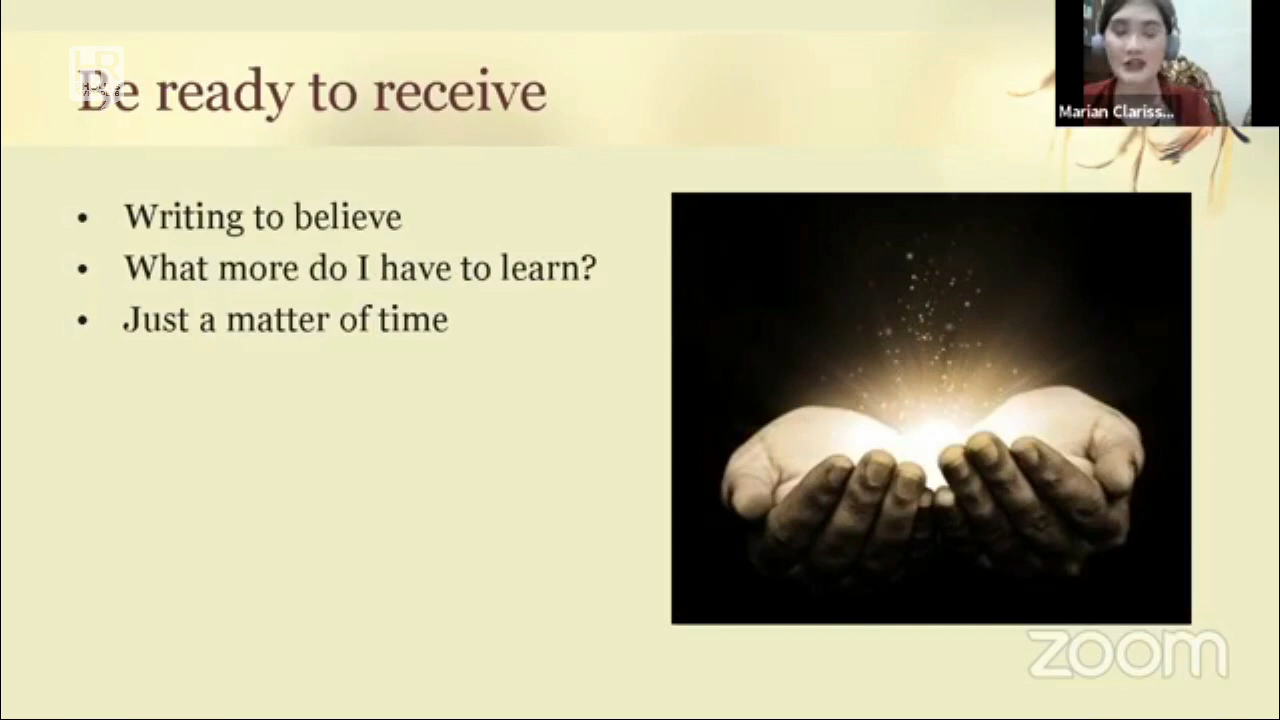 Be ready to receive
Marian Clariss...
• Writing to believe
• What more do I have to learn?
• Just a matter of time
zoom